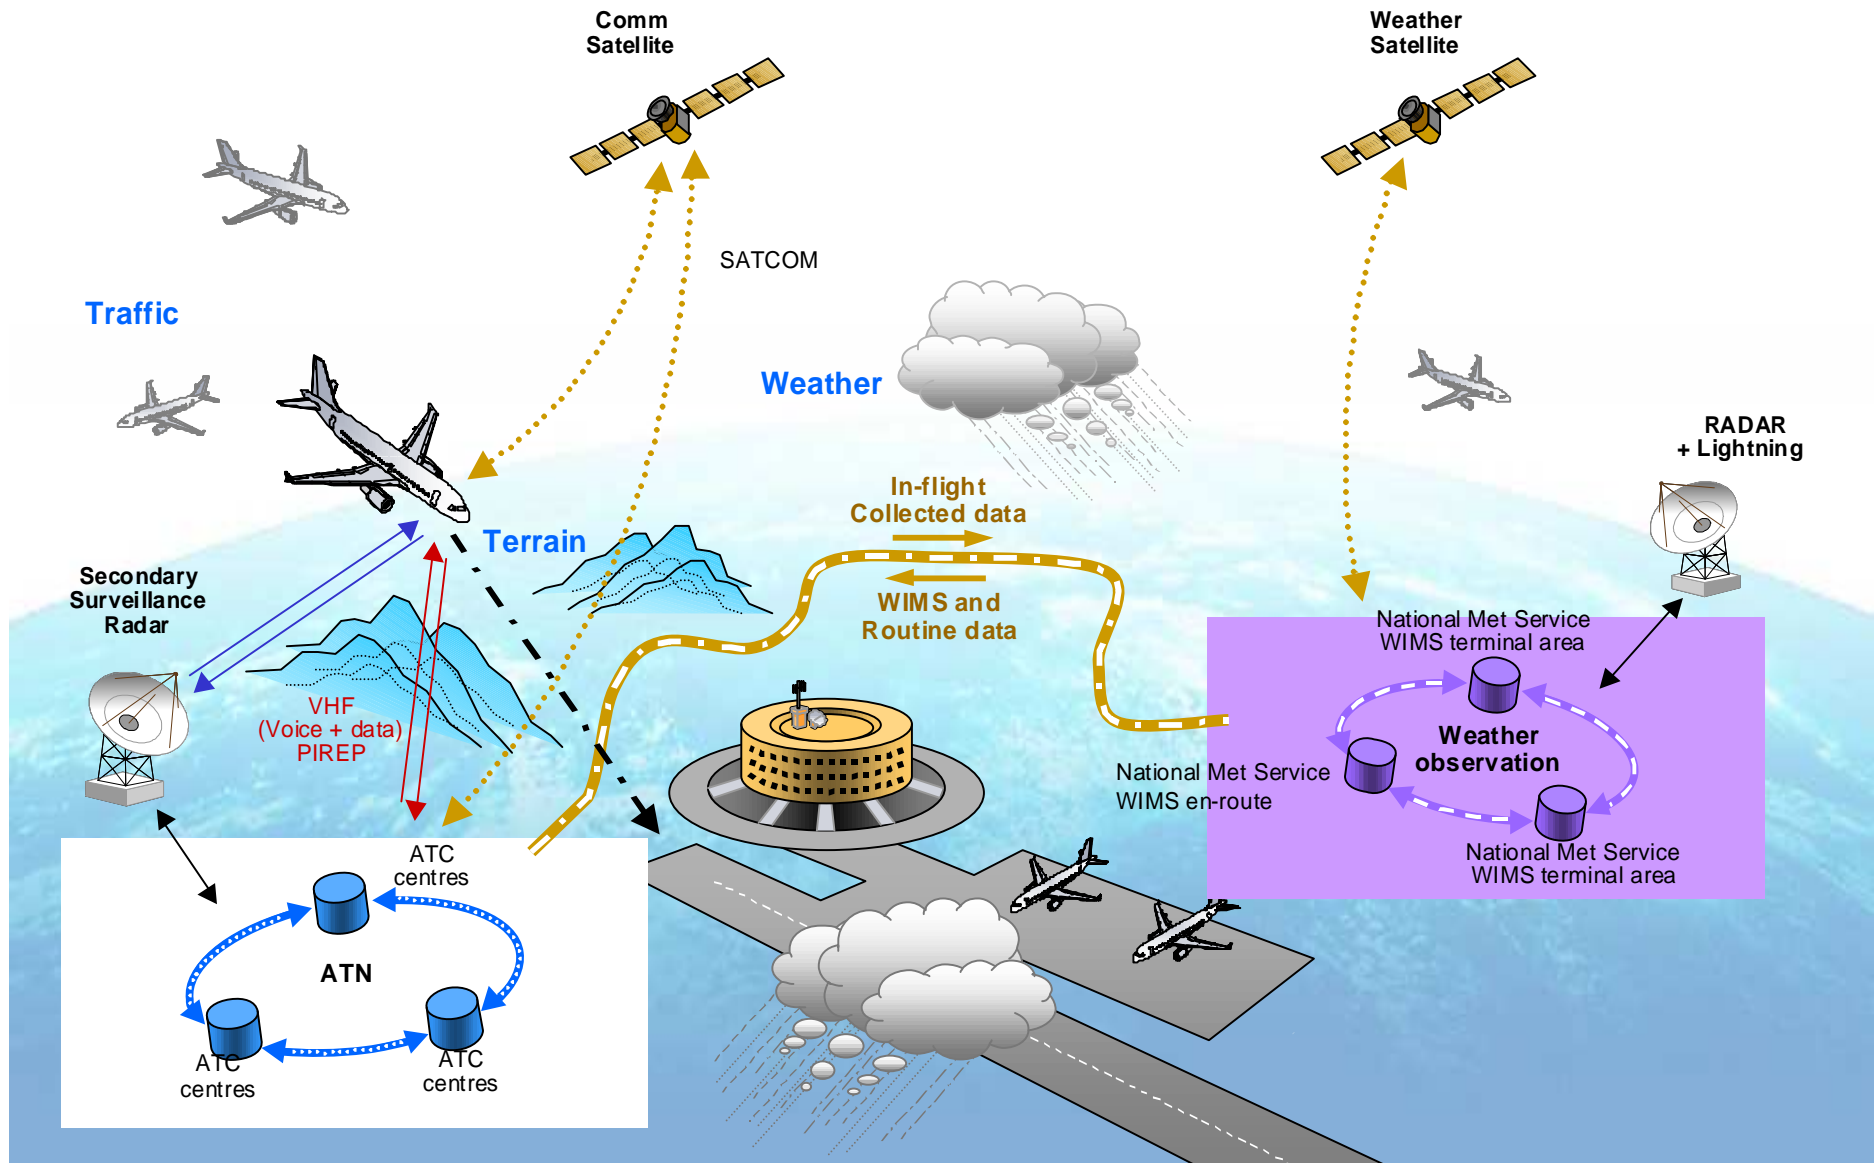 Comm
Satellite
Weather
Satellite
SATCOM
Traffic
Weather
RADAR
+ Lightning
In-flight
Collected data
Terrain
Secondary
Surveillance
Radar
WIMS and
Routine data
National Met Service
WIMS terminal area
VHF
(Voice + data)
PIREP
Weather
observation
National Met Service
WIMS en-route
National Met Service
WIMS terminal area
ATC
centres
ATN
ATC
centres
ATC
centres